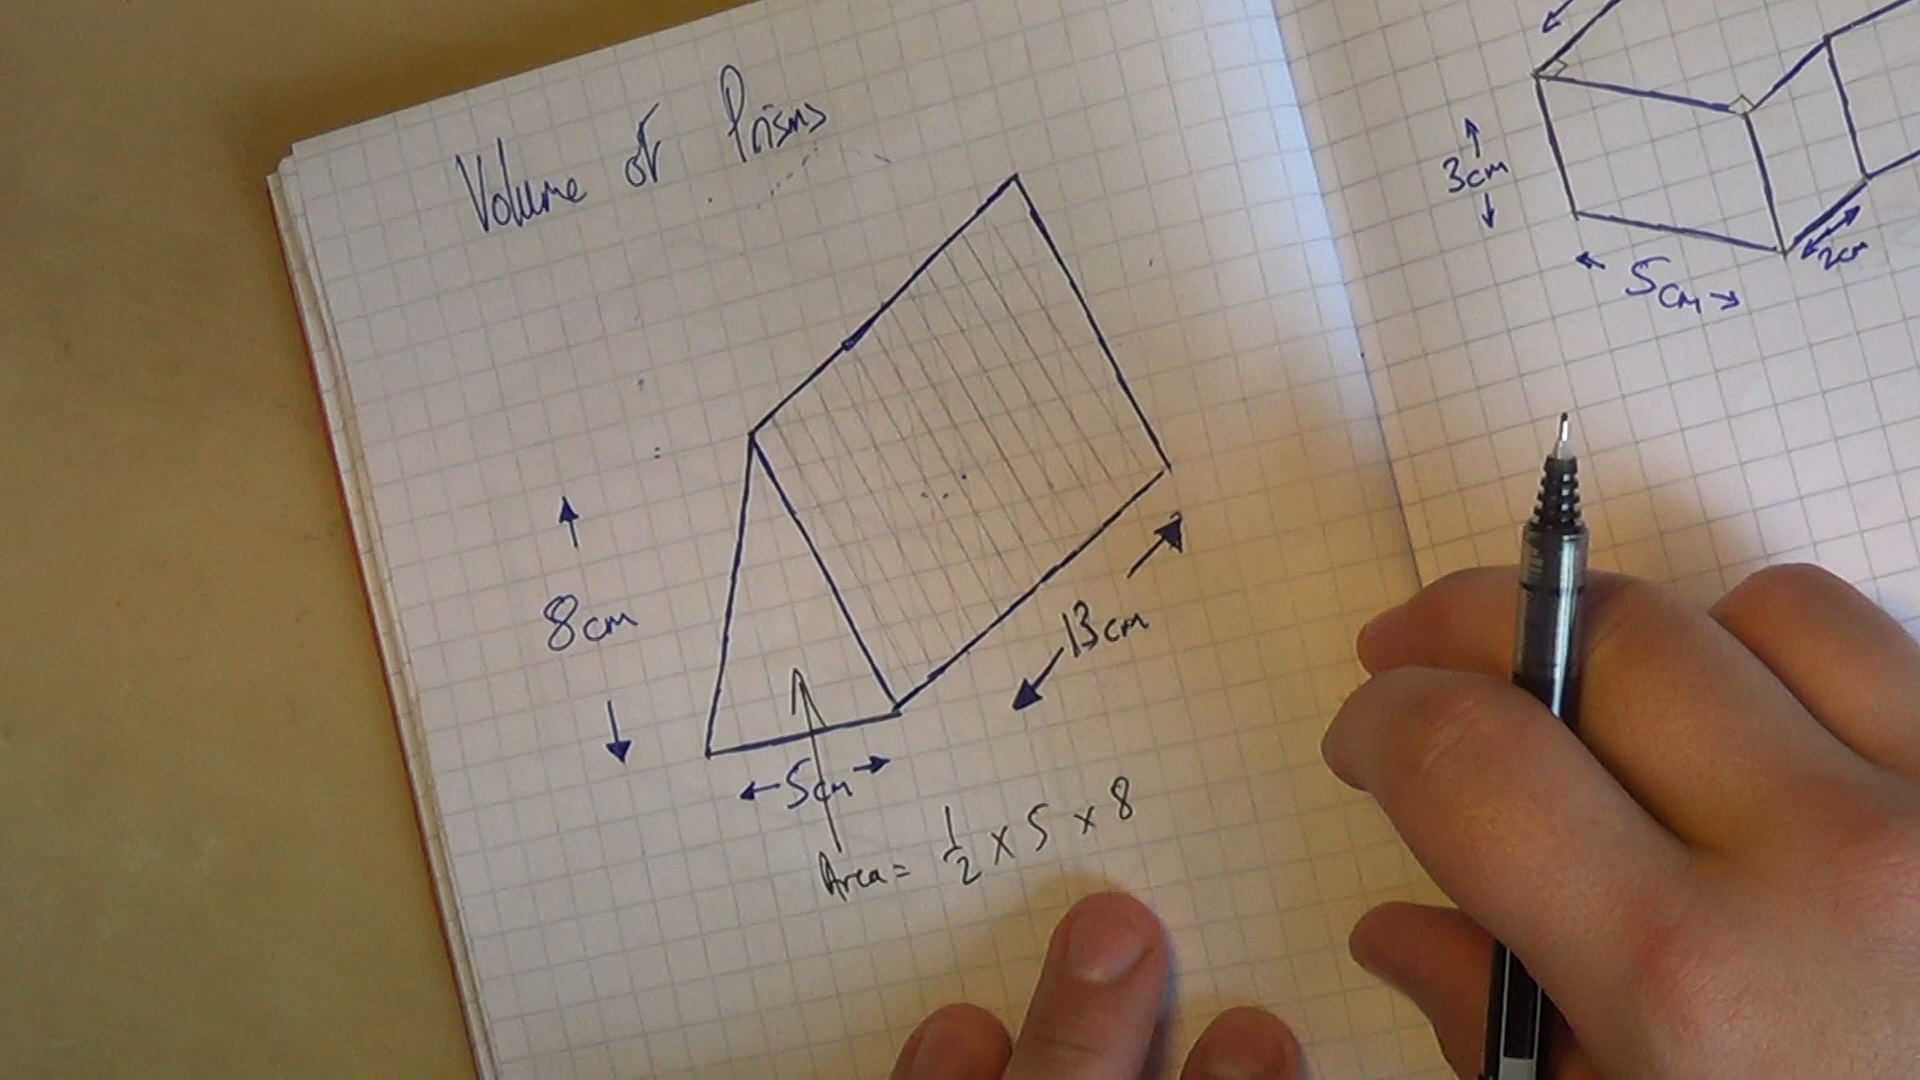 Volume of Prisms
8cm
13cm
5cm
Area = 1/2 × 5 × 8
3cm
5cm
2cm